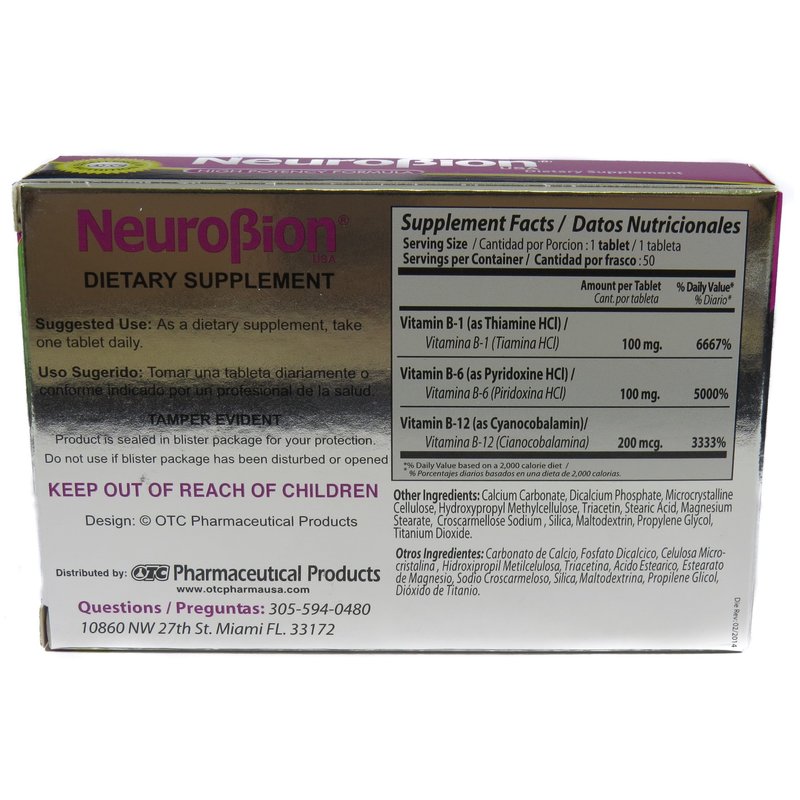 NeuroBion™
USA
HIGH POTENCY FORMULA
Dietary Supplement
Neuroβion®
USA
DIETARY SUPPLEMENT
Suggested Use: As a dietary supplement, take
one tablet daily.
Uso Sugerido: Tomar una tableta diariamente o
conforme indicado por un profesional de la salud.
TAMPER EVIDENT
Product is sealed in blister package for your protection.
Do not use if blister package has been disturbed or opened
KEEP OUT OF REACH OF CHILDREN
Design: © OTC Pharmaceutical Products
Distributed by: OTC Pharmaceutical Products
www.otcpharmausa.com
Questions / Preguntas: 305-594-0480
10860 NW 27th St. Miami FL. 33172
Supplement Facts / Datos Nutricionales
Serving Size / Cantidad por Porcion : 1 tablet / 1 tableta
Servings per Container / Cantidad por frasco : 50
Amount per Tablet % Daily Value*
Cant. por tableta % Diario*
Vitamin B-1 (as Thiamine HCl) /
Vitamina B-1 (Tiamina HCl) 100 mg. 6667%
Vitamin B-6 (as Pyridoxine HCl) /
Vitamina B-6 (Piridoxina HCl) 100 mg. 5000%
Vitamin B-12 (as Cyanocobalamin) /
Vitamina B-12 (Cianocobalamina) 200 mcg. 3333%
*% Daily Value based on a 2,000 calorie diet /
* % Porcentajes diarios basados en una dieta de 2,000 calorias.
Other Ingredients: Calcium Carbonate, Dicalcium Phosphate, Microcrystalline
Cellulose, Hydroxypropyl Methylcellulose, Triacetin, Stearic Acid, Magnesium
Stearate, Croscarmellose Sodium , Silica, Maltodextrin, Propylene Glycol,
Titanium Dioxide.
Otros Ingredientes: Carbonato de Calcio, Fosfato Dicalcico, Celulosa Micro-
cristalina , Hidroxipropil Metilcelulosa, Triacetina, Acido Estearico, Estearato
de Magnesio, Sodio Croscarmeloso, Silica, Maltodextrina, Propilene Glicol,
Dióxido de Titanio.
Die Rev. 02/2014